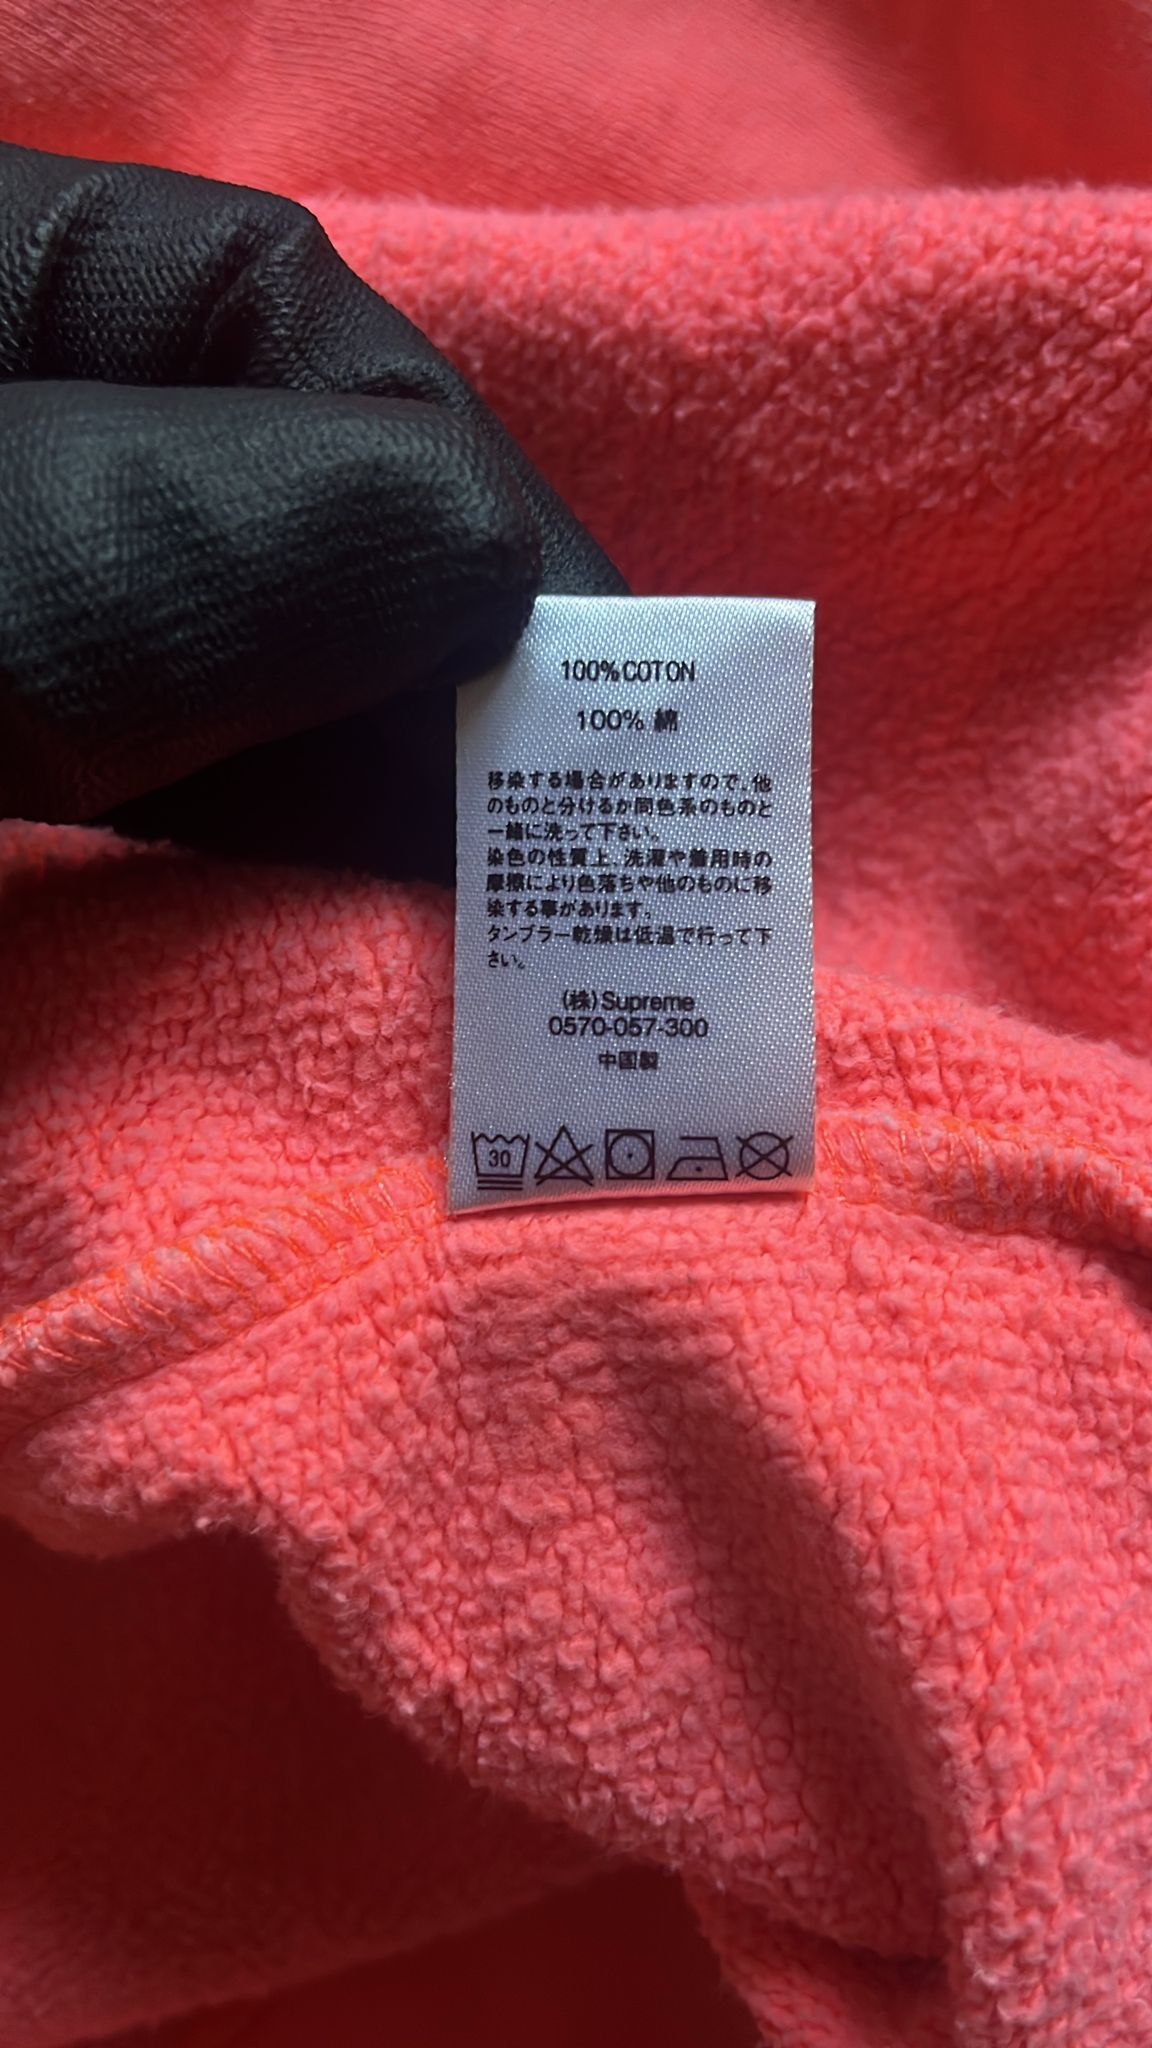 100%COTON
100% 綿
移染する場合がありますので、他
のものと分けるか同色系のものと
一緒に洗って下さい。
染色の性質上、洗濯や着用時の
摩擦により色落ちや他のものに移
染する事があります。
タンブラー乾燥は低温で行って下
さい。
(株)Supreme
0570-057-300
中国製
30